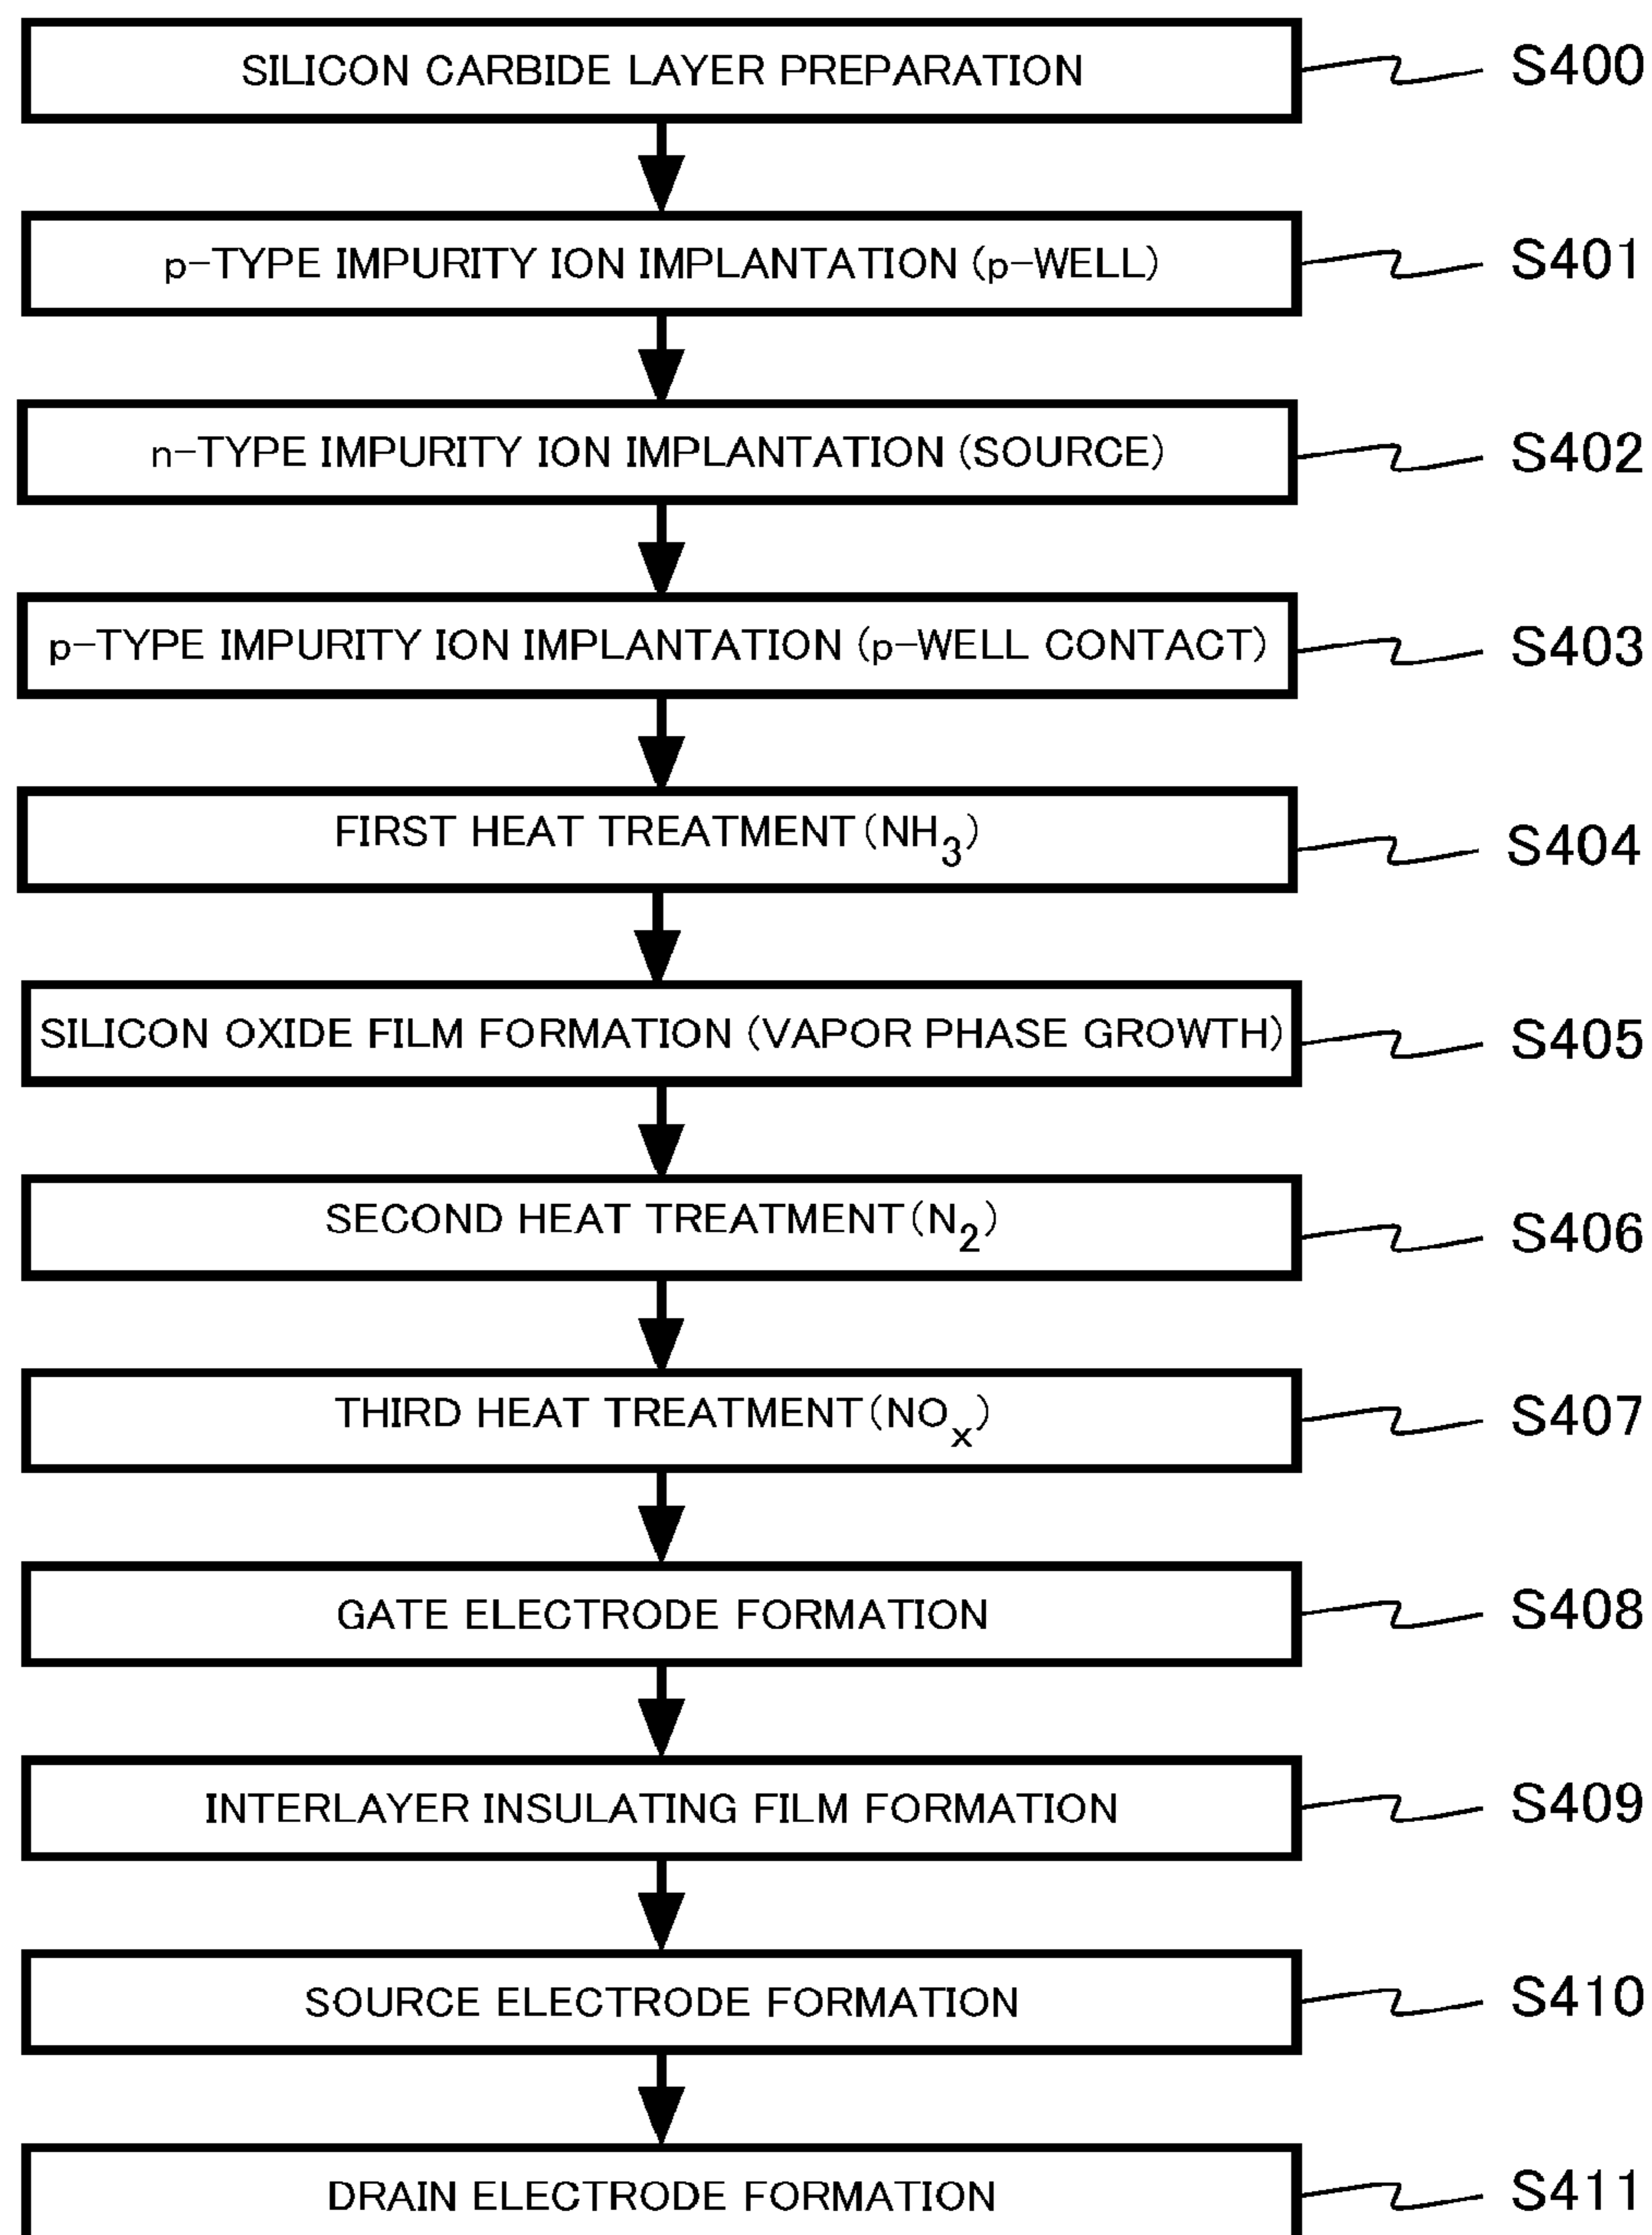 SILICON CARBIDE LAYER PREPARATION S400
p-TYPE IMPURITY ION IMPLANTATION (p-WELL) S401
n-TYPE IMPURITY ION IMPLANTATION (SOURCE) S402
p-TYPE IMPURITY ION IMPLANTATION (p-WELL CONTACT) S403
FIRST HEAT TREATMENT (NH₃) S404
SILICON OXIDE FILM FORMATION (VAPOR PHASE GROWTH) S405
SECOND HEAT TREATMENT (N₂) S406
THIRD HEAT TREATMENT (NOₓ) S407
GATE ELECTRODE FORMATION S408
INTERLAYER INSULATING FILM FORMATION S409
SOURCE ELECTRODE FORMATION S410
DRAIN ELECTRODE FORMATION S411